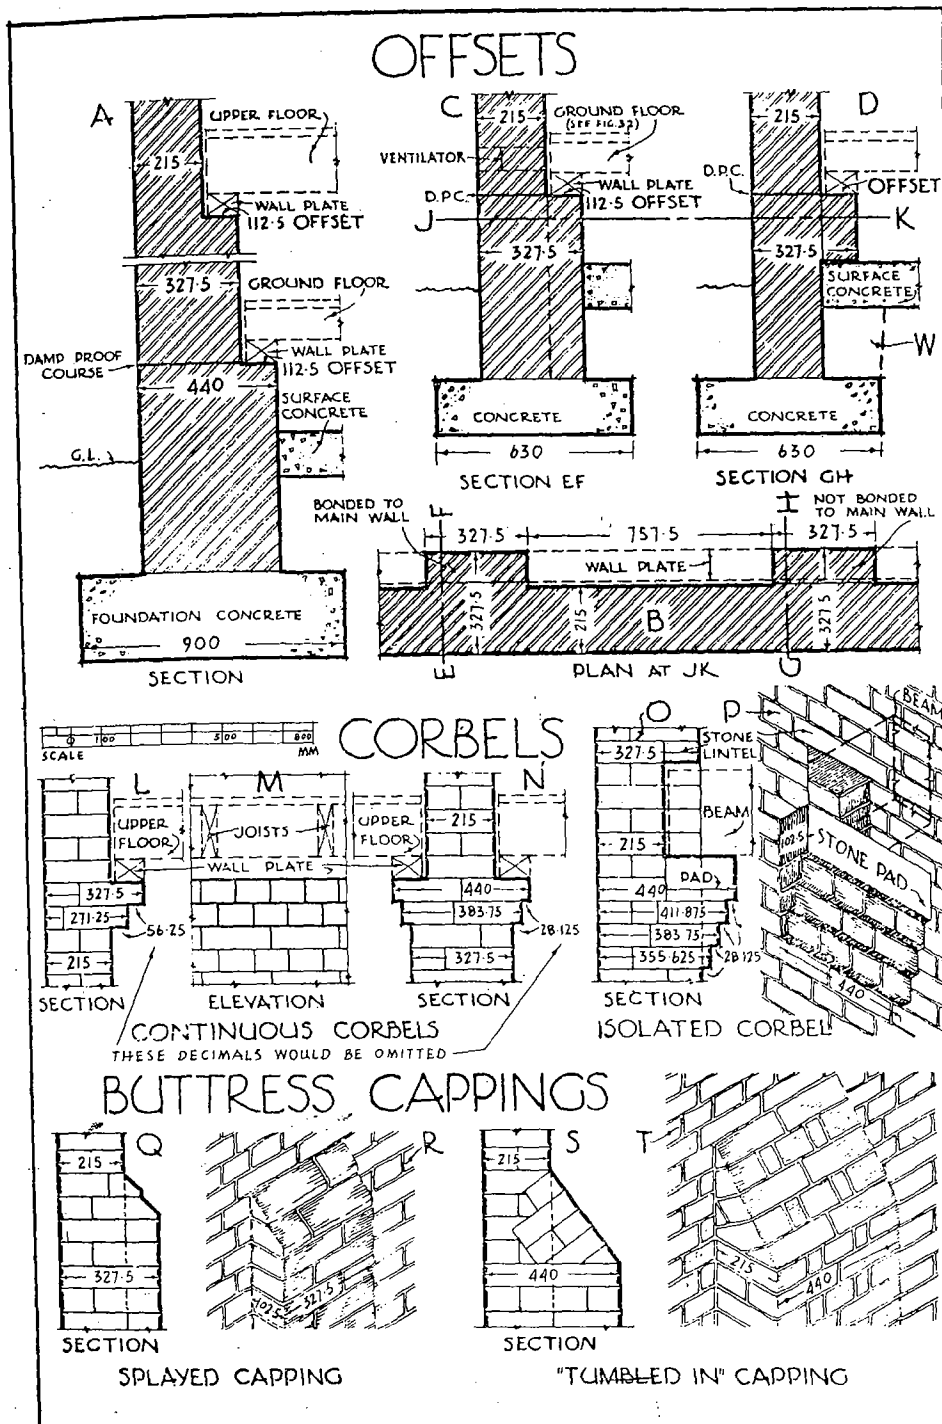 OFFSETS
A
UPPER FLOOR
215
WALL PLATE
112·5 OFFSET
327·5
GROUND FLOOR
WALL PLATE
112·5 OFFSET
DAMP PROOF
COURSE
440
SURFACE
CONCRETE
G.L.
FOUNDATION CONCRETE
900
SECTION
C
215
GROUND FLOOR
(SEE FIG. 32)
VENTILATOR
D.P.C.
WALL PLATE
112·5 OFFSET
J
327·5
CONCRETE
630
SECTION EF
D
215
D.P.C.
OFFSET
K
327·5
SURFACE
CONCRETE
W
CONCRETE
630
SECTION GH
BONDED TO
MAIN WALL
F
327·5
757·5
H
NOT BONDED
TO MAIN WALL
327·5
WALL PLATE
327·5
215
B
327·5
E
PLAN AT JK
G
0 100 500 800
SCALE
MM
CORBELS
L
UPPER
FLOOR
327·5
271·25
56·25
215
SECTION
M
JOISTS
WALL PLATE
ELEVATION
N
UPPER
FLOOR
215
440
383·75
28·125
327·5
SECTION
CONTINUOUS CORBELS
THESE DECIMALS WOULD BE OMITTED
O
STONE
LINTEL
327·5
BEAM
215
PAD
440
411·875
383·75
28·125
355·625
SECTION
P
BEAM
102·5
STONE PAD
440
ISOLATED CORBEL
BUTTRESS CAPPINGS
Q
215
327·5
SECTION
R
102·5
327·5
SPLAYED CAPPING
S
215
440
SECTION
T
215
440
"TUMBLED IN" CAPPING